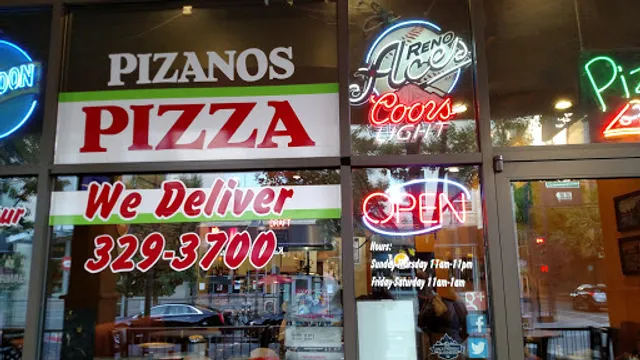 PIZANOS
PIZZA
We Deliver
329-3700
RENO
Aces
Coors
LIGHT
OPEN
Hours:
Sunday-Thursday 11am-11pm
Friday-Saturday 11am-1am
DRAFT